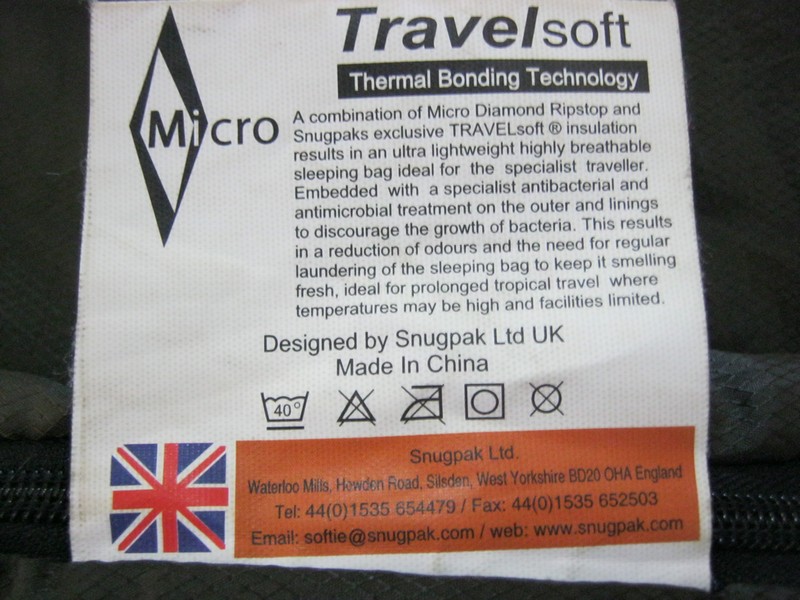 Micro
Travelsoft
Thermal Bonding Technology
A combination of Micro Diamond Ripstop and
Snugpaks exclusive TRAVELsoft ® insulation
results in an ultra lightweight highly breathable
sleeping bag ideal for the specialist traveller.
Embedded with a specialist antibacterial and
antimicrobial treatment on the outer and linings
to discourage the growth of bacteria. This results
in a reduction of odours and the need for regular
laundering of the sleeping bag to keep it smelling
fresh, ideal for prolonged tropical travel where
temperatures may be high and facilities limited.
Designed by Snugpak Ltd UK
Made In China
40°
Snugpak Ltd.
Waterloo Mills, Howden Road, Silsden, West Yorkshire BD20 OHA England
Tel: 44(0)1535 654479 / Fax: 44(0)1535 652503
Email: softie@snugpak.com / web: www.snugpak.com